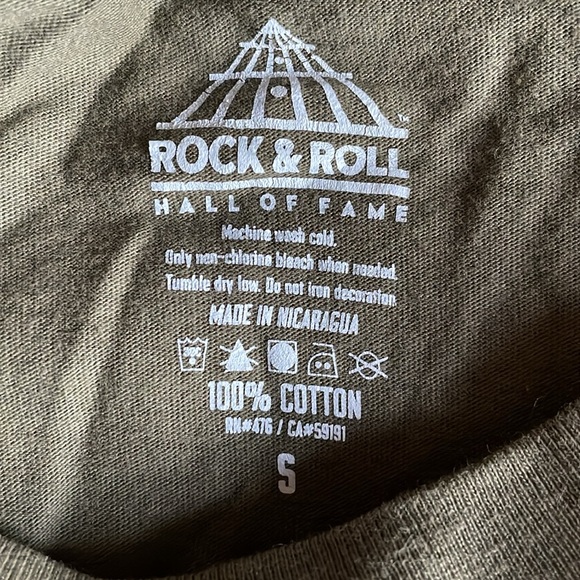 ROCK & ROLL
HALL OF FAME
Machine wash cold.
Only non-chlorine bleach when needed.
Tumble dry low. Do not iron decoration
MADE IN NICARAGUA
100% COTTON
RN#476 / CA#59191
S